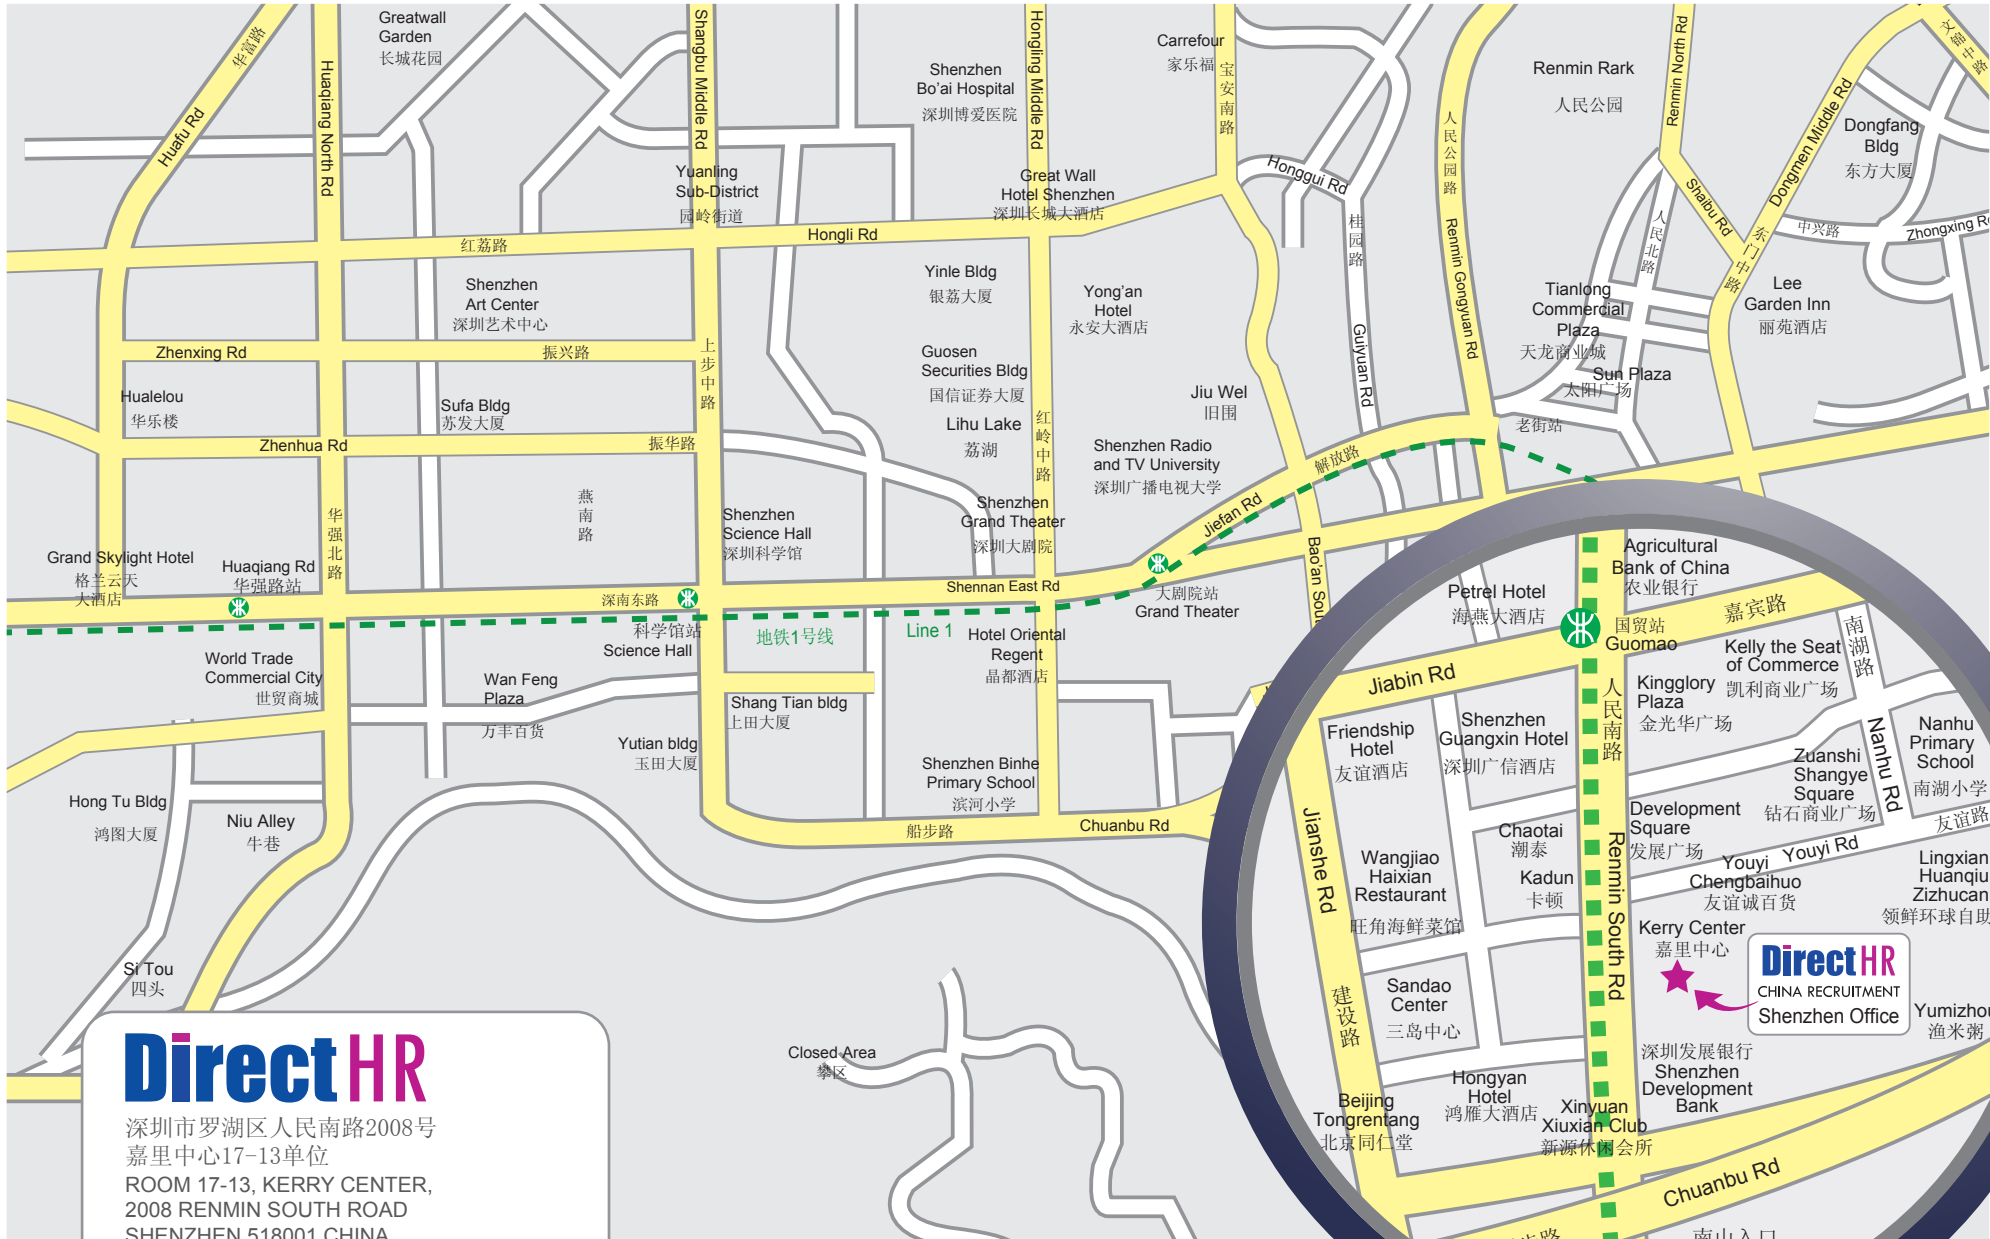 Greatwall
Garden
长城花园
华富路
Huafu Rd
Huaqiang North Rd
Shangbu Middle Rd
Hongling Middle Rd
Shenzhen
Bo'ai Hospital
深圳博爱医院
Carrefour
家乐福
宝安南路
Renmin Rark
人民公园
Renmin North Rd
Dongmen Middle Rd
文锦中路
Dongfang
Bldg
东方大厦
Yuanling
Sub-District
园岭街道
Great Wall
Hotel Shenzhen
深圳长城大酒店
Honggui Rd
人民公园路
Renmin Gongyuan Rd
Shaibu Rd
人民北路
东门中路
中兴路
Zhongxing Rd
红荔路
Hongli Rd
桂园路
Guiyuan Rd
Shenzhen
Art Center
深圳艺术中心
Yinle Bldg
银荔大厦
Yong'an
Hotel
永安大酒店
Tianlong
Commercial
Plaza
天龙商业城
Lee
Garden Inn
丽苑酒店
Zhenxing Rd
振兴路
上步中路
Guosen
Securities Bldg
国信证券大厦
Sun Plaza
太阳广场
Hualelou
华乐楼
Sufa Bldg
苏发大厦
Jiu Wel
旧围
Lihu Lake
荔湖
红岭中路
老街站
Zhenhua Rd
振华路
Shenzhen Radio
and TV University
深圳广播电视大学
解放路
Jiefan Rd
燕南路
华强北路
Shenzhen
Science Hall
深圳科学馆
Shenzhen
Grand Theater
深圳大剧院
Bao'an Sou
Grand Skylight Hotel
格兰云天
大酒店
Huaqiang Rd
华强路站
深南东路
Shennan East Rd
大剧院站
Grand Theater
科学馆站
Science Hall
地铁1号线
Line 1
Hotel Oriental
Regent
晶都酒店
World Trade
Commercial City
世贸商城
Wan Feng
Plaza
万丰百货
Shang Tian bldg
上田大厦
Yutian bldg
玉田大厦
Shenzhen Binhe
Primary School
滨河小学
Hong Tu Bldg
鸿图大厦
Niu Alley
牛巷
船步路
Chuanbu Rd
Si Tou
四头
Closed Area
攀区
Agricultural
Bank of China
农业银行
Petrel Hotel
海燕大酒店
国贸站
Guomao
嘉宾路
Jiabin Rd
南湖路
Nanhu Rd
Kelly the Seat
of Commerce
凯利商业广场
Kingglory
Plaza
金光华广场
人民南路
Renmin South Rd
Friendship
Hotel
友谊酒店
Shenzhen
Guangxin Hotel
深圳广信酒店
Nanhu
Primary
School
南湖小学
Zuanshi
Shangye
Square
钻石商业广场
Development
Square
发展广场
友谊路
Youyi Rd
Chaotai
潮泰
Kadun
卡顿
Jianshe Rd
建设路
Wangjiao
Haixian
Restaurant
旺角海鲜菜馆
Youyi
Chengbaihuo
友谊诚百货
Lingxian
Huanqiu
Zizhucan
领鲜环球自助
Kerry Center
嘉里中心
Direct HR
CHINA RECRUITMENT
Shenzhen Office
Yumizhou
渔米粥
Sandao
Center
三岛中心
深圳发展银行
Shenzhen
Development
Bank
Hongyan
Hotel
鸿雁大酒店
Beijing
Tongrentang
北京同仁堂
Xinyuan
Xiuxian Club
新源休闲会所
Chuanbu Rd
Direct HR
深圳市罗湖区人民南路2008号
嘉里中心17-13单位
ROOM 17-13, KERRY CENTER,
2008 RENMIN SOUTH ROAD
SHENZHEN 518001 CHINA